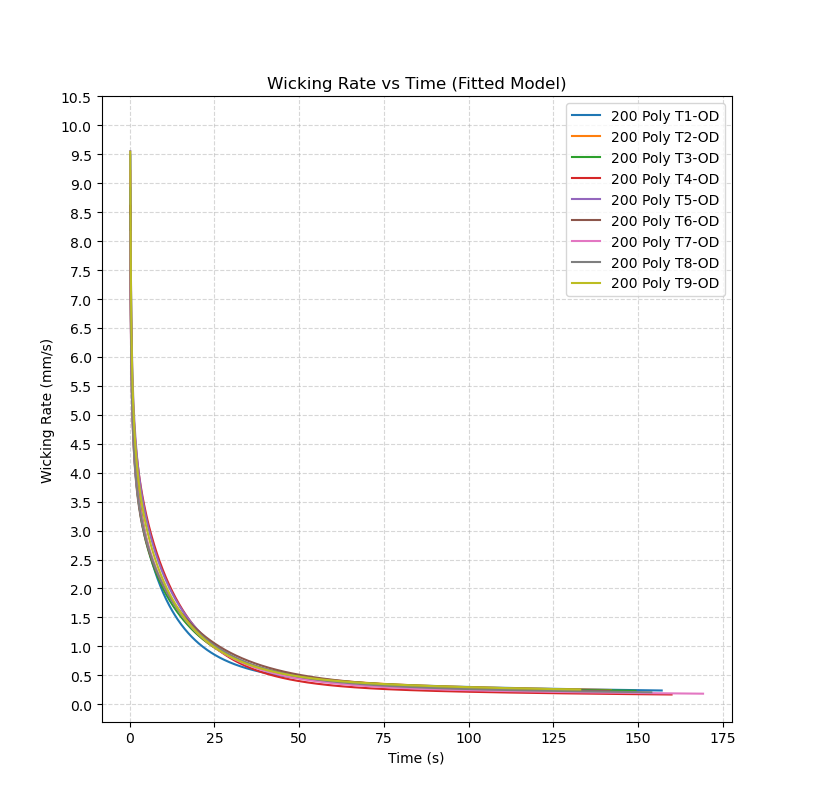 Wicking Rate vs Time (Fitted Model)
10.5
10.0
9.5
9.0
8.5
8.0
7.5
7.0
6.5
6.0
5.5
5.0
4.5
4.0
3.5
3.0
2.5
2.0
1.5
1.0
0.5
0.0
Wicking Rate (mm/s)
200 Poly T1-OD
200 Poly T2-OD
200 Poly T3-OD
200 Poly T4-OD
200 Poly T5-OD
200 Poly T6-OD
200 Poly T7-OD
200 Poly T8-OD
200 Poly T9-OD
0 25 50 75 100 125 150 175
Time (s)